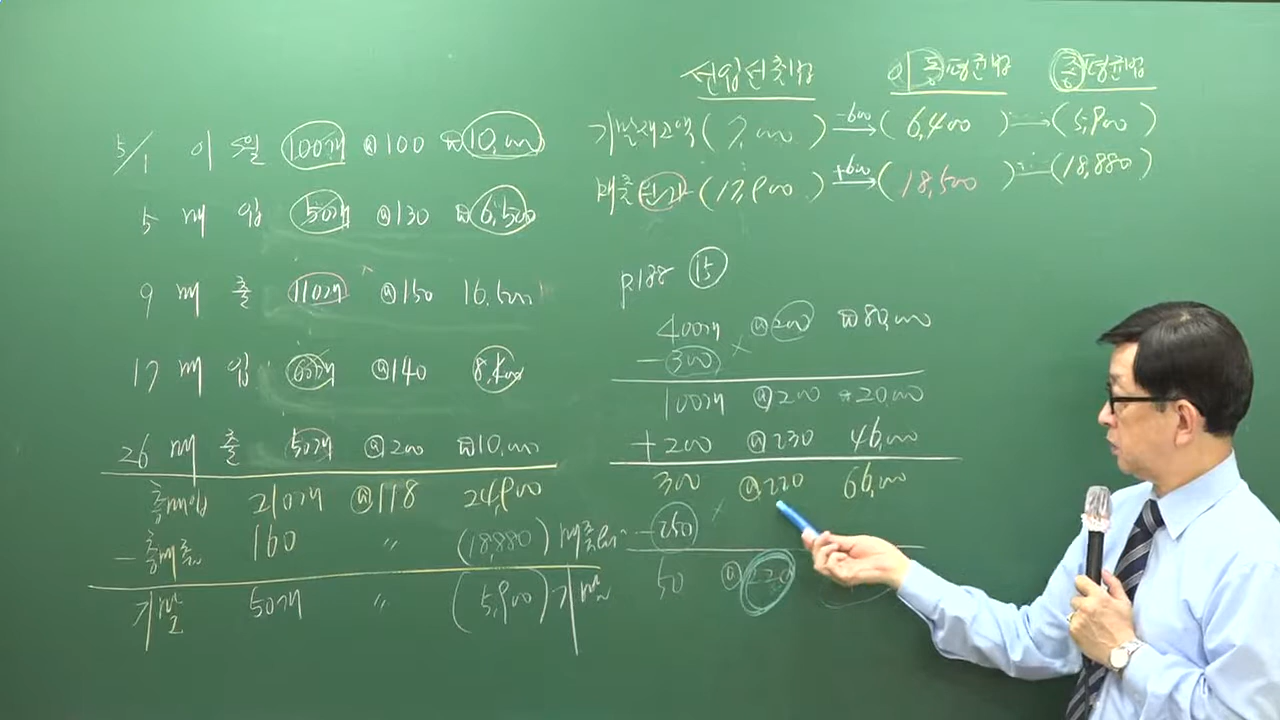 선입선출법 이동평균법 총평균법
기말재고액 (7,000) -600→ (6,400) → (5,900)
매출원가 (17,900) +600→ (18,500) → (18,880)
5/1 이월 100개 @100 ₩10,000
5 매입 50개 @130 ₩6,500
9 매출 110개 @150 16,500
17 매입 60개 @140 8,400
26 매출 50개 @200 ₩10,000
총매입 210개 @118 24,900
- 총매출 160 〃 (18,880) 매출원가
기말 50개 〃 (5,900) 기말
P188 15
400개 @200 ₩80,000
- 300 ×
100개 @200 20,000
+ 200 @230 46,000
300 @220 66,000
- 250 ×
50 @220